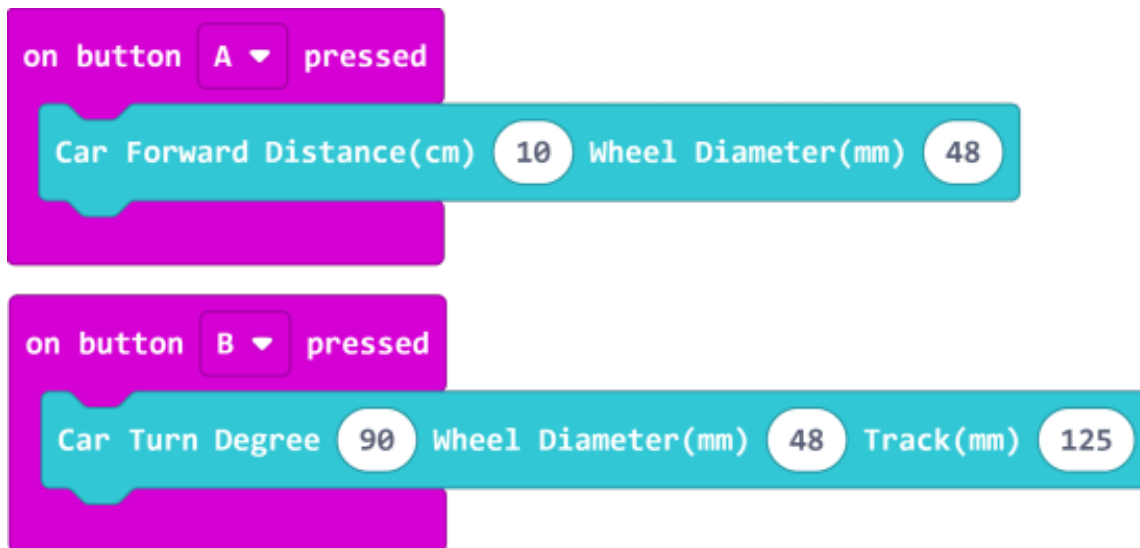 on button A pressed
Car Forward Distance(cm) 10 Wheel Diameter(mm) 48
on button B pressed
Car Turn Degree 90 Wheel Diameter(mm) 48 Track(mm) 125